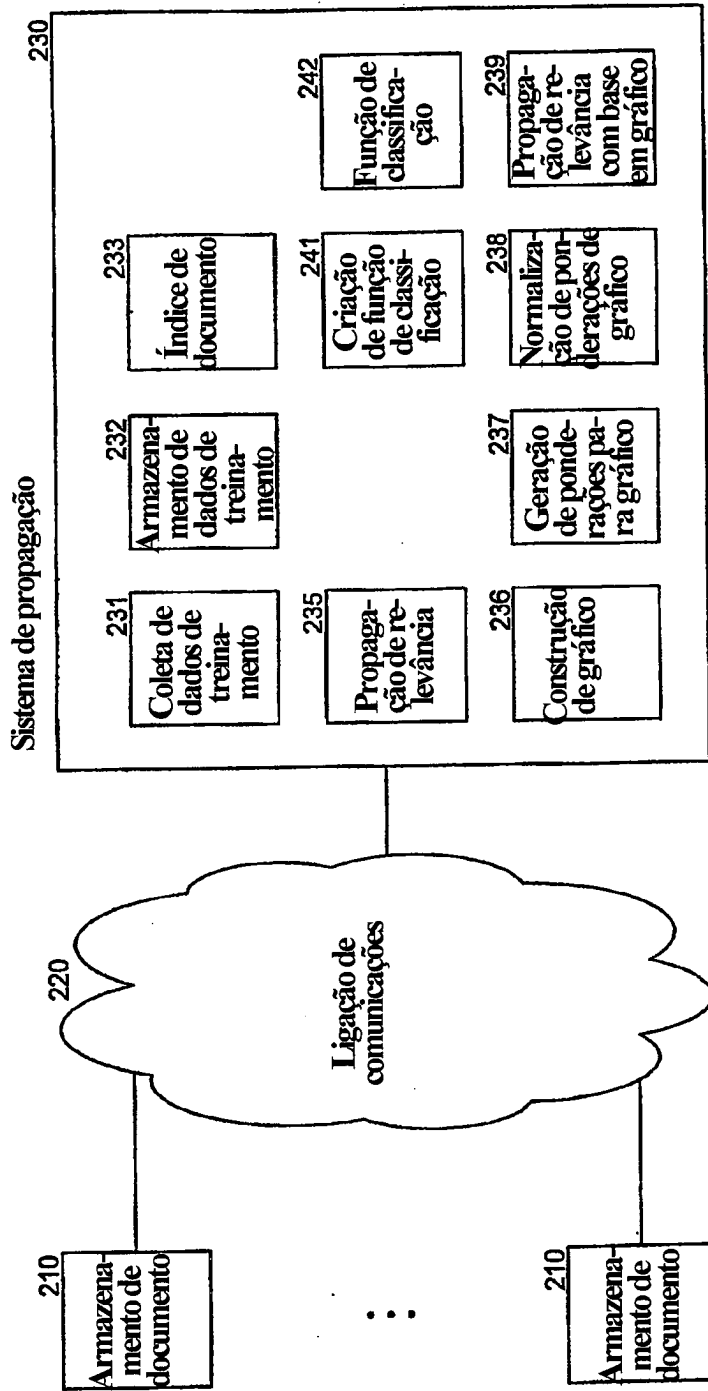 210
Armazena-
mento de
documento
210
Armazena-
mento de
documento
220
Ligação de
comunicações
Sistema de propagação
230
231
Coleta de
dados de
treina-
mento
232
Armazena-
mento de
dados de
treina-
mento
233
Índice de
documento
235
Propaga-
ção de re-
levância
241
Criação
de função
de classi-
ficação
242
Função de
classifica-
ção
236
Construção
de gráfico
237
Geração
de ponde-
rações pa-
ra gráfico
238
Normaliza-
ção de pon-
derações de
gráfico
239
Propaga-
ção de re-
levância
com base
em gráfico